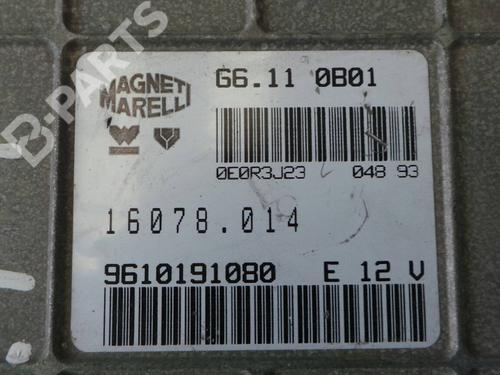 B-PARTS
MAGNETI MARELLI
G6.11 0B01
0E0R3J23 048 93
16078.014
9610191080 E 12 V